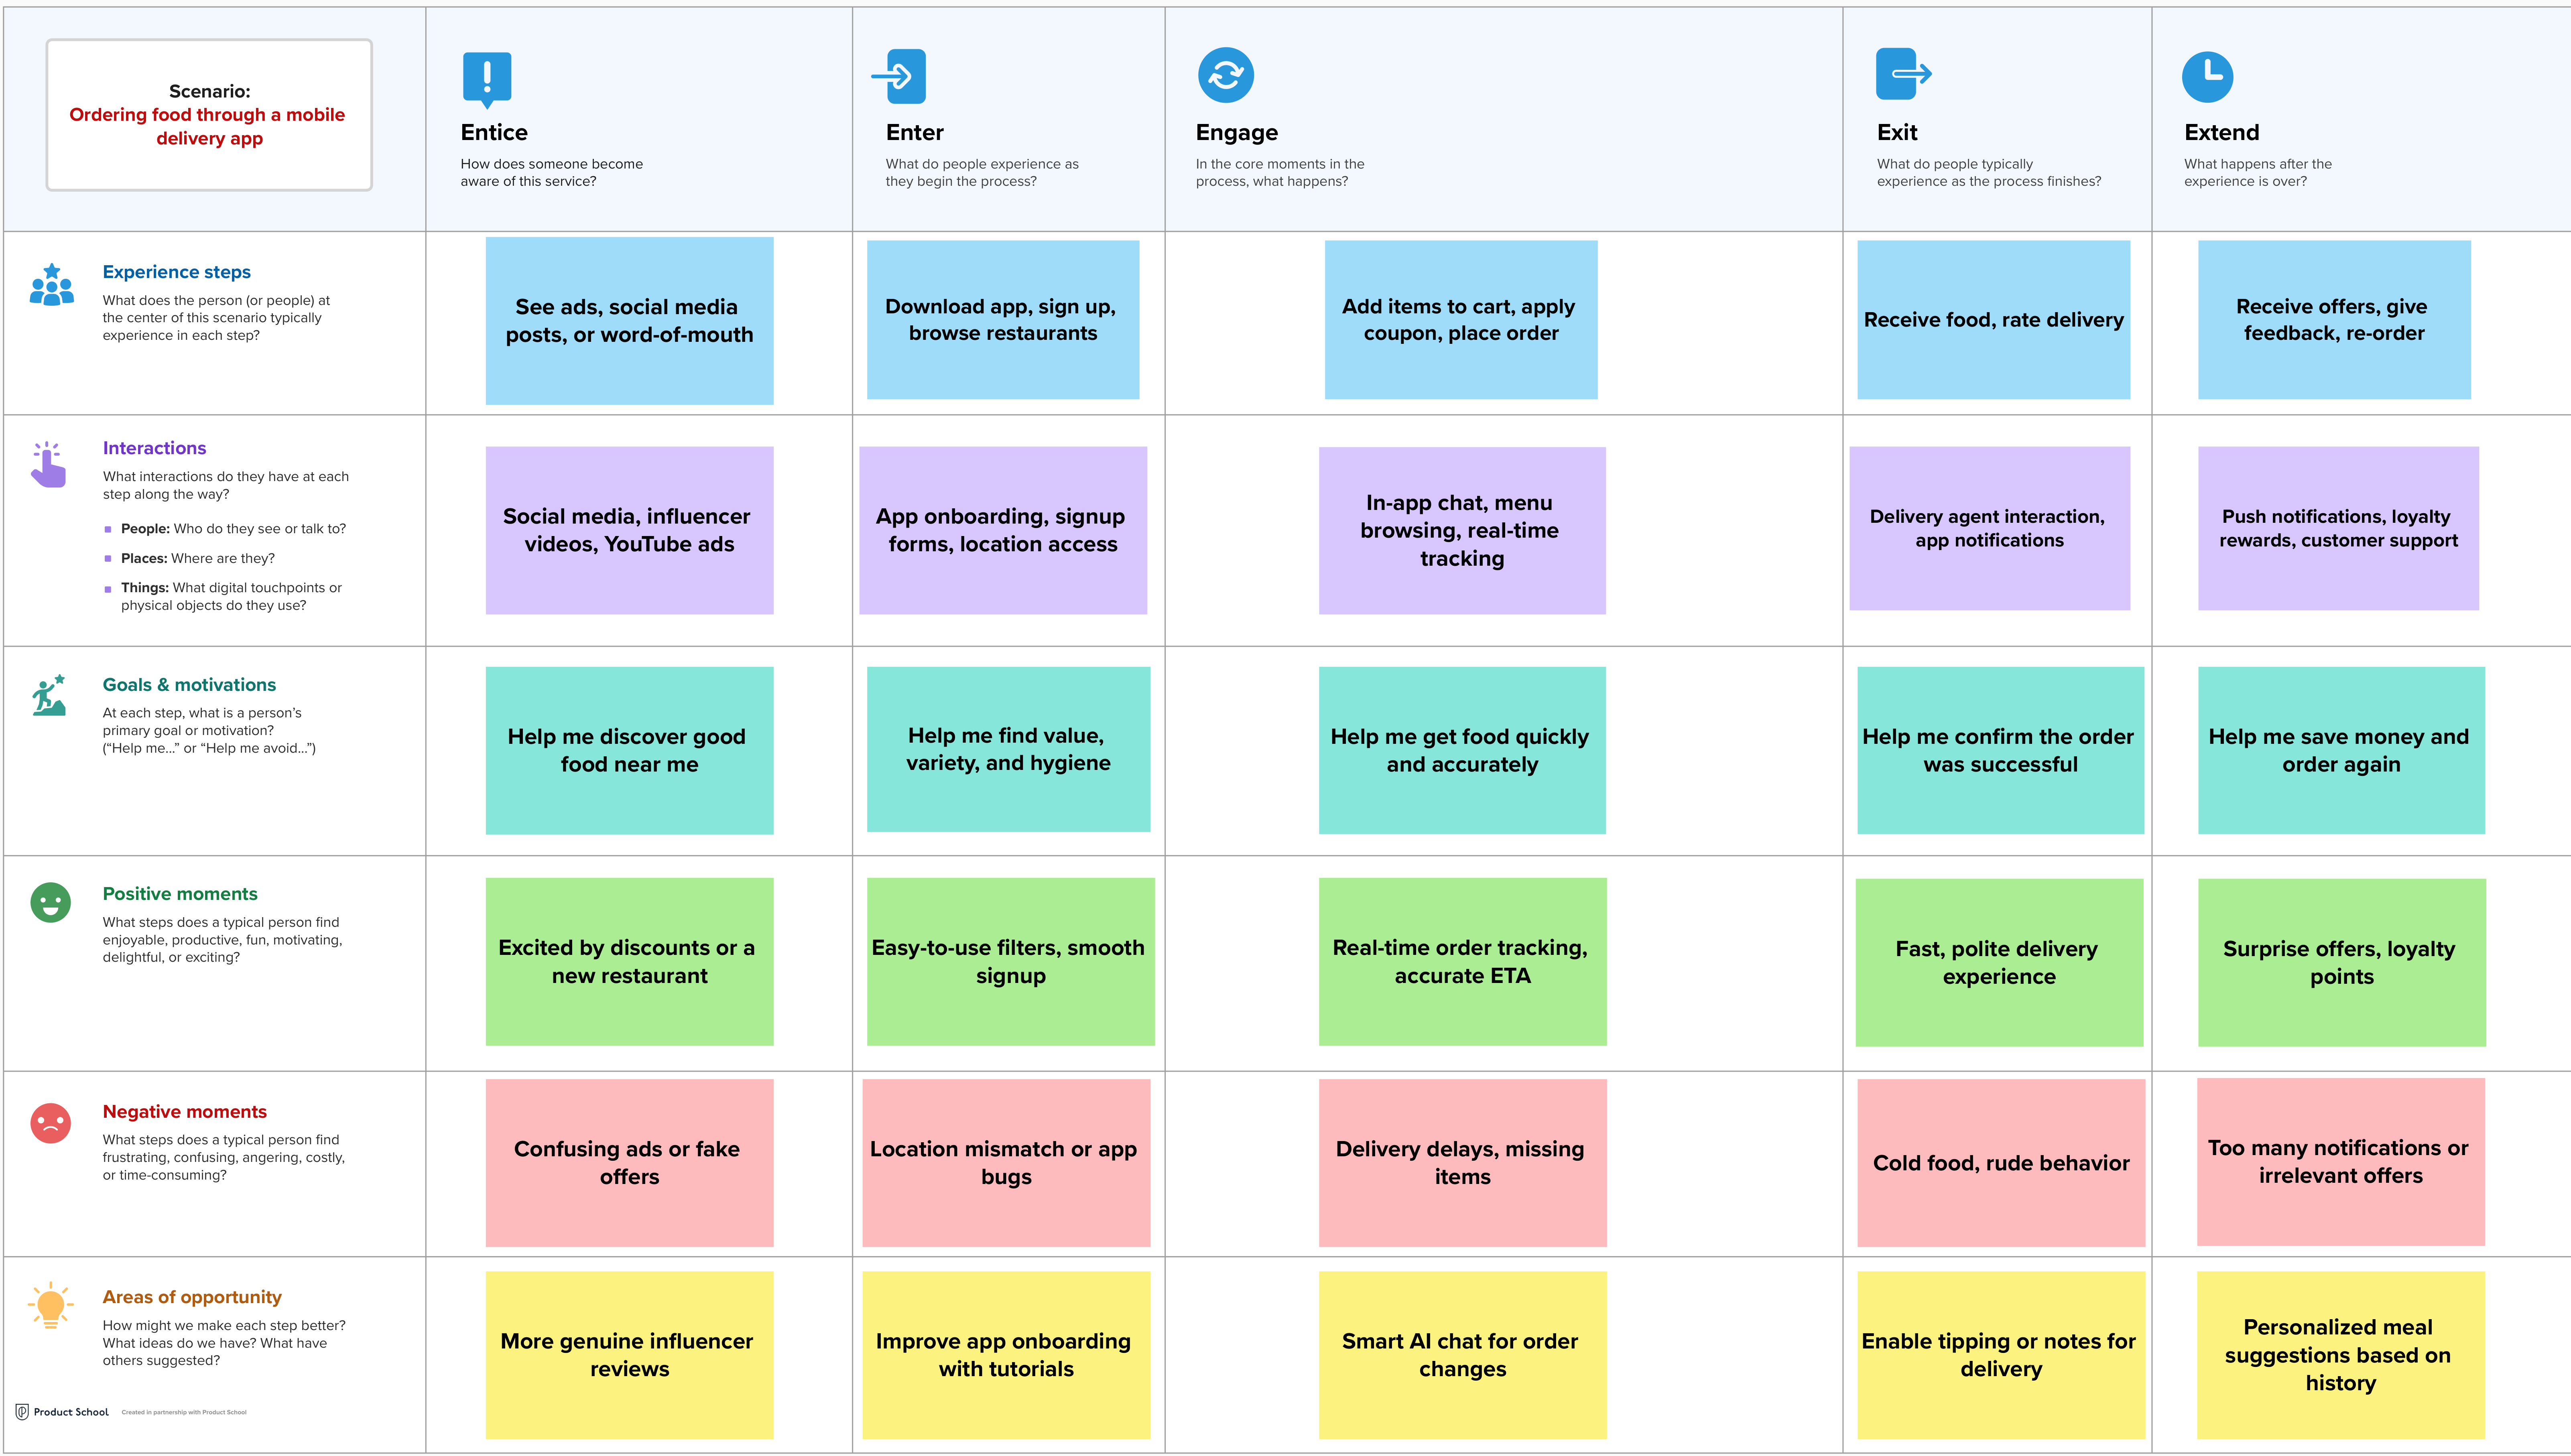 Scenario:
Ordering food through a mobile
delivery app
Entice
How does someone become
aware of this service?
Enter
What do people experience as
they begin the process?
Engage
In the core moments in the
process, what happens?
Exit
What do people typically
experience as the process finishes?
Extend
What happens after the
experience is over?
Experience steps
What does the person (or people) at
the center of this scenario typically
experience in each step?
See ads, social media
posts, or word-of-mouth
Download app, sign up,
browse restaurants
Add items to cart, apply
coupon, place order
Receive food, rate delivery
Receive offers, give
feedback, re-order
Interactions
What interactions do they have at each
step along the way?
People: Who do they see or talk to?
Places: Where are they?
Things: What digital touchpoints or
physical objects do they use?
Social media, influencer
videos, YouTube ads
App onboarding, signup
forms, location access
In-app chat, menu
browsing, real-time
tracking
Delivery agent interaction,
app notifications
Push notifications, loyalty
rewards, customer support
Goals & motivations
At each step, what is a person’s
primary goal or motivation?
(“Help me...” or “Help me avoid...”)
Help me discover good
food near me
Help me find value,
variety, and hygiene
Help me get food quickly
and accurately
Help me confirm the order
was successful
Help me save money and
order again
Positive moments
What steps does a typical person find
enjoyable, productive, fun, motivating,
delightful, or exciting?
Excited by discounts or a
new restaurant
Easy-to-use filters, smooth
signup
Real-time order tracking,
accurate ETA
Fast, polite delivery
experience
Surprise offers, loyalty
points
Negative moments
What steps does a typical person find
frustrating, confusing, angering, costly,
or time-consuming?
Confusing ads or fake
offers
Location mismatch or app
bugs
Delivery delays, missing
items
Cold food, rude behavior
Too many notifications or
irrelevant offers
Areas of opportunity
How might we make each step better?
What ideas do we have? What have
others suggested?
More genuine influencer
reviews
Improve app onboarding
with tutorials
Smart AI chat for order
changes
Enable tipping or notes for
delivery
Personalized meal
suggestions based on
history
Product School
Created in partnership with Product School